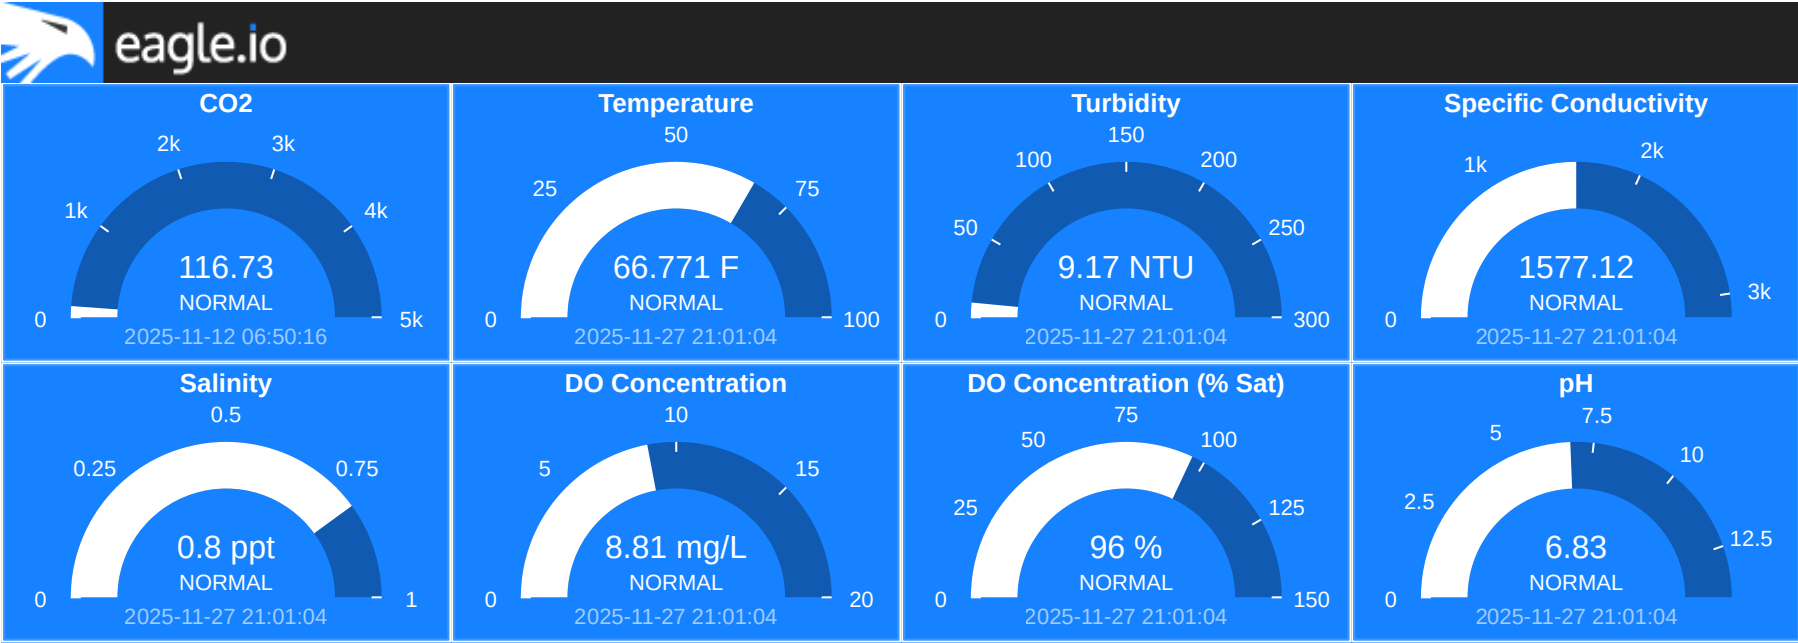 eagle.io
CO2
0
1k
2k
3k
4k
5k
116.73
NORMAL
2025-11-12 06:50:16
Temperature
0
25
50
75
100
66.771 F
NORMAL
2025-11-27 21:01:04
Turbidity
0
50
100
150
200
250
300
9.17 NTU
NORMAL
2025-11-27 21:01:04
Specific Conductivity
0
1k
2k
3k
1577.12
NORMAL
2025-11-27 21:01:04
Salinity
0
0.25
0.5
0.75
1
0.8 ppt
NORMAL
2025-11-27 21:01:04
DO Concentration
0
5
10
15
20
8.81 mg/L
NORMAL
2025-11-27 21:01:04
DO Concentration (% Sat)
0
25
50
75
100
125
150
96 %
NORMAL
2025-11-27 21:01:04
pH
0
2.5
5
7.5
10
12.5
6.83
NORMAL
2025-11-27 21:01:04